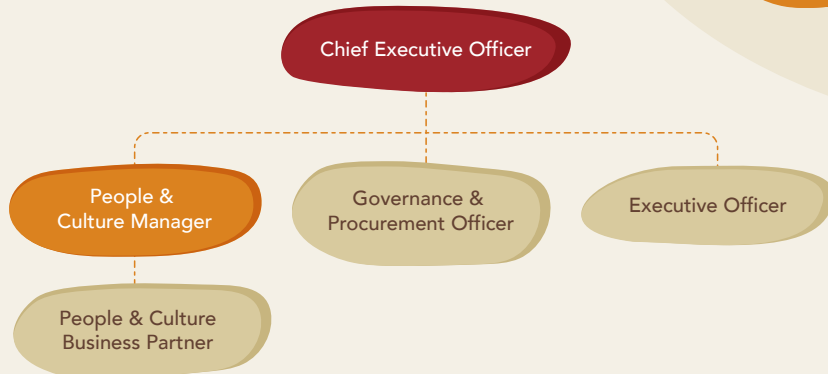 Chief Executive Officer
People &
Culture Manager
Governance &
Procurement Officer
Executive Officer
People & Culture
Business Partner